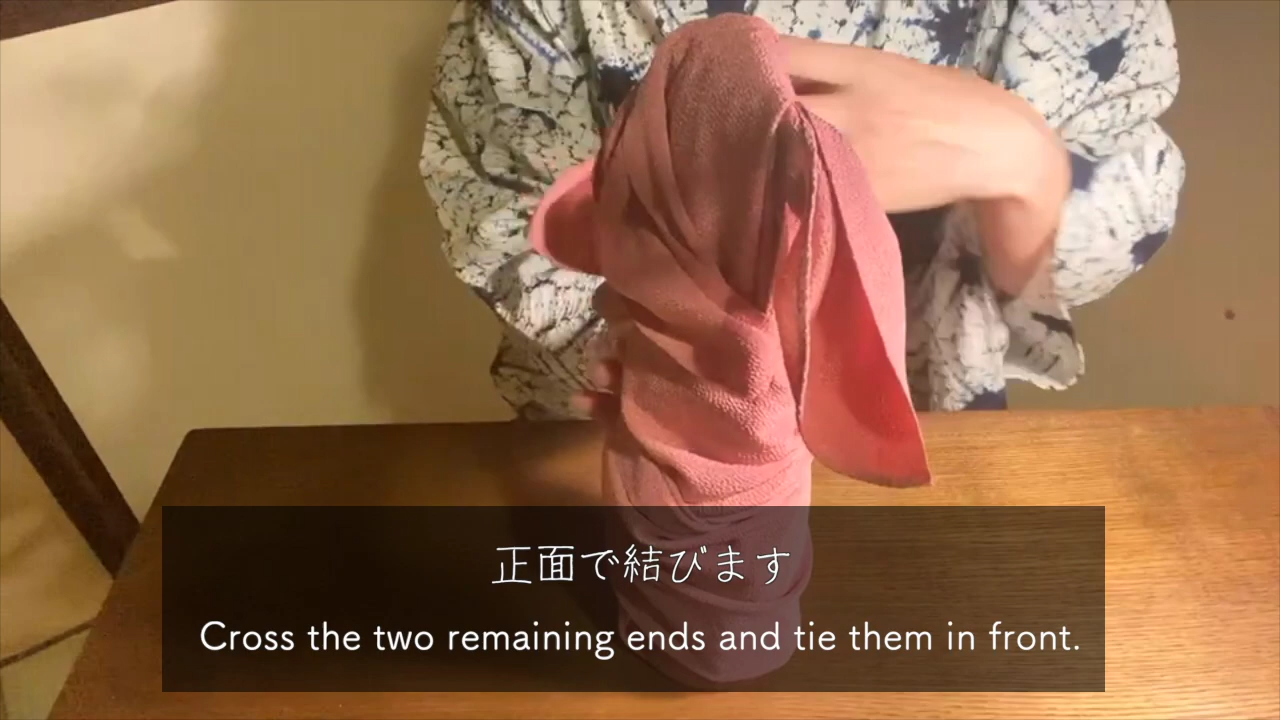 正面で結びます
Cross the two remaining ends and tie them in front.